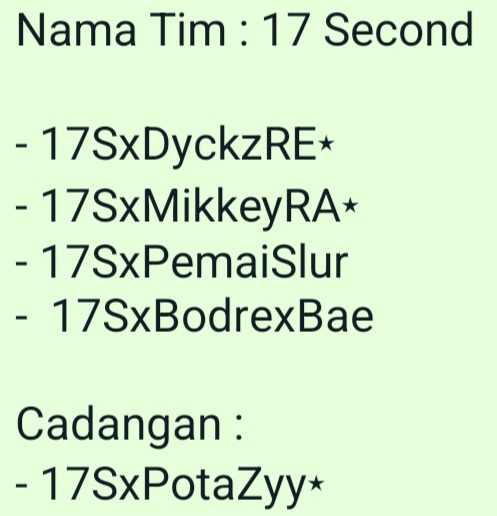 Nama Tim : 17 Second
- 17SxDyckzRE⋆
- 17SxMikkeyRA⋆
- 17SxPemaiSlur
- 17SxBodrexBae
Cadangan :
- 17SxPotaZyy⋆